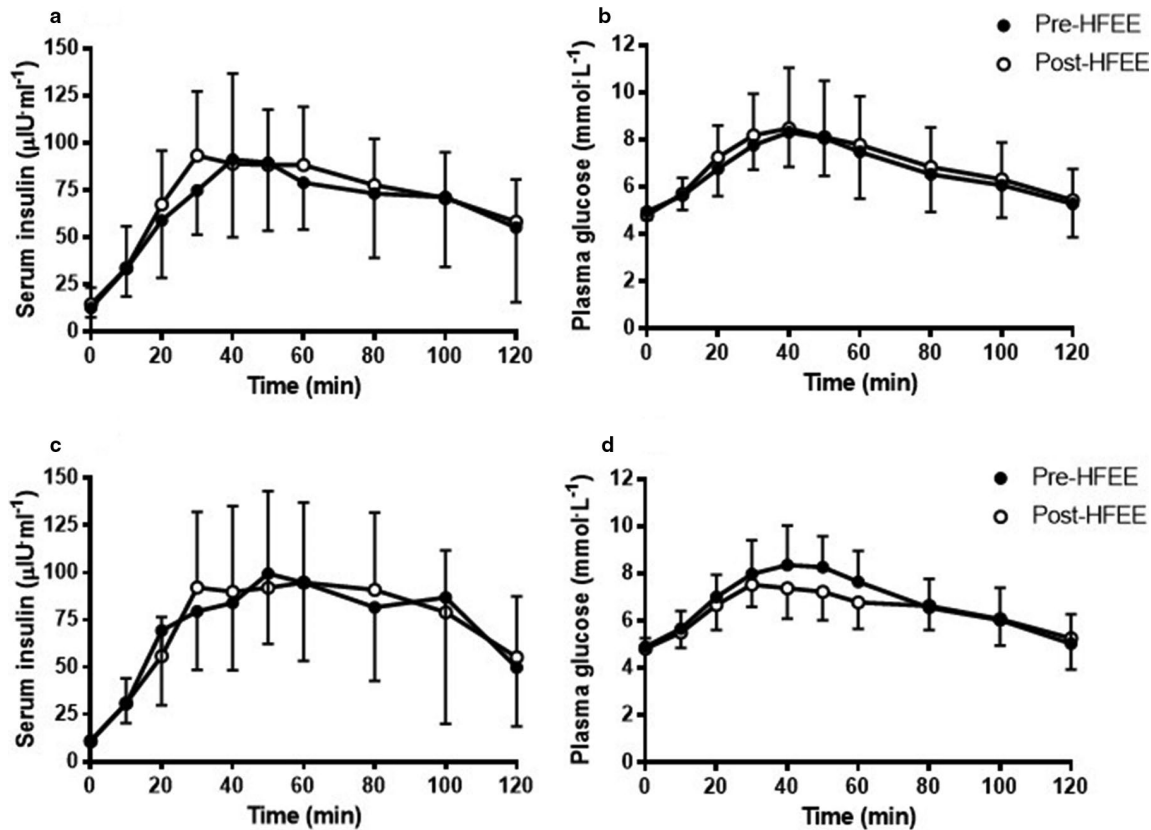 a
150
125
100
75
50
25
0
Serum insulin (µIU·ml⁻¹)
0 20 40 60 80 100 120
Time (min)
b
12
10
8
6
4
2
0
Plasma glucose (mmol·L⁻¹)
0 20 40 60 80 100 120
Time (min)
Pre-HFEE
Post-HFEE
c
150
125
100
75
50
25
0
Serum insulin (µIU·ml⁻¹)
0 20 40 60 80 100 120
Time (min)
d
12
10
8
6
4
2
0
Plasma glucose (mmol·L⁻¹)
0 20 40 60 80 100 120
Time (min)
Pre-HFEE
Post-HFEE